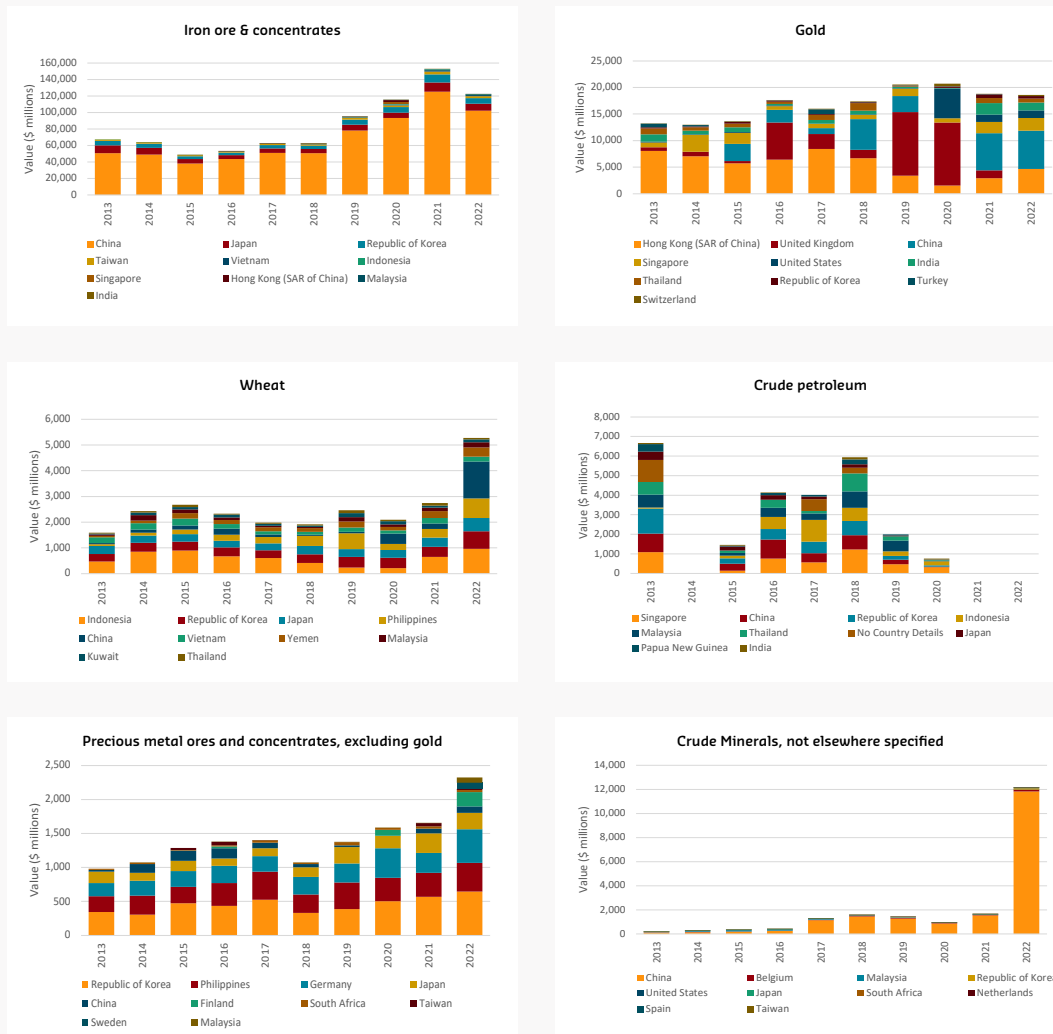 Iron ore & concentrates
Value ($ millions)
160,000
140,000
120,000
100,000
80,000
60,000
40,000
20,000
0
2013 2014 2015 2016 2017 2018 2019 2020 2021 2022
China Japan Republic of Korea
Taiwan Vietnam Indonesia
Singapore Hong Kong (SAR of China) Malaysia
India
Gold
Value ($ millions)
25,000
20,000
15,000
10,000
5,000
0
2013 2014 2015 2016 2017 2018 2019 2020 2021 2022
Hong Kong (SAR of China) United Kingdom China
Singapore United States India
Thailand Republic of Korea Turkey
Switzerland
Wheat
Value ($ millions)
6,000
5,000
4,000
3,000
2,000
1,000
0
2013 2014 2015 2016 2017 2018 2019 2020 2021 2022
Indonesia Republic of Korea Japan Philippines
China Vietnam Yemen Malaysia
Kuwait Thailand
Crude petroleum
Value ($ millions)
8,000
7,000
6,000
5,000
4,000
3,000
2,000
1,000
0
2013 2014 2015 2016 2017 2018 2019 2020 2021 2022
Singapore China Republic of Korea Indonesia
Malaysia Thailand No Country Details Japan
Papua New Guinea India
Precious metal ores and concentrates, excluding gold
Value ($ millions)
2,500
2,000
1,500
1,000
500
0
2013 2014 2015 2016 2017 2018 2019 2020 2021 2022
Republic of Korea Philippines Germany Japan
China Finland South Africa Taiwan
Sweden Malaysia
Crude Minerals, not elsewhere specified
Value ($ millions)
14,000
12,000
10,000
8,000
6,000
4,000
2,000
0
2013 2014 2015 2016 2017 2018 2019 2020 2021 2022
China Belgium Malaysia Republic of Korea
United States Japan South Africa Netherlands
Spain Taiwan